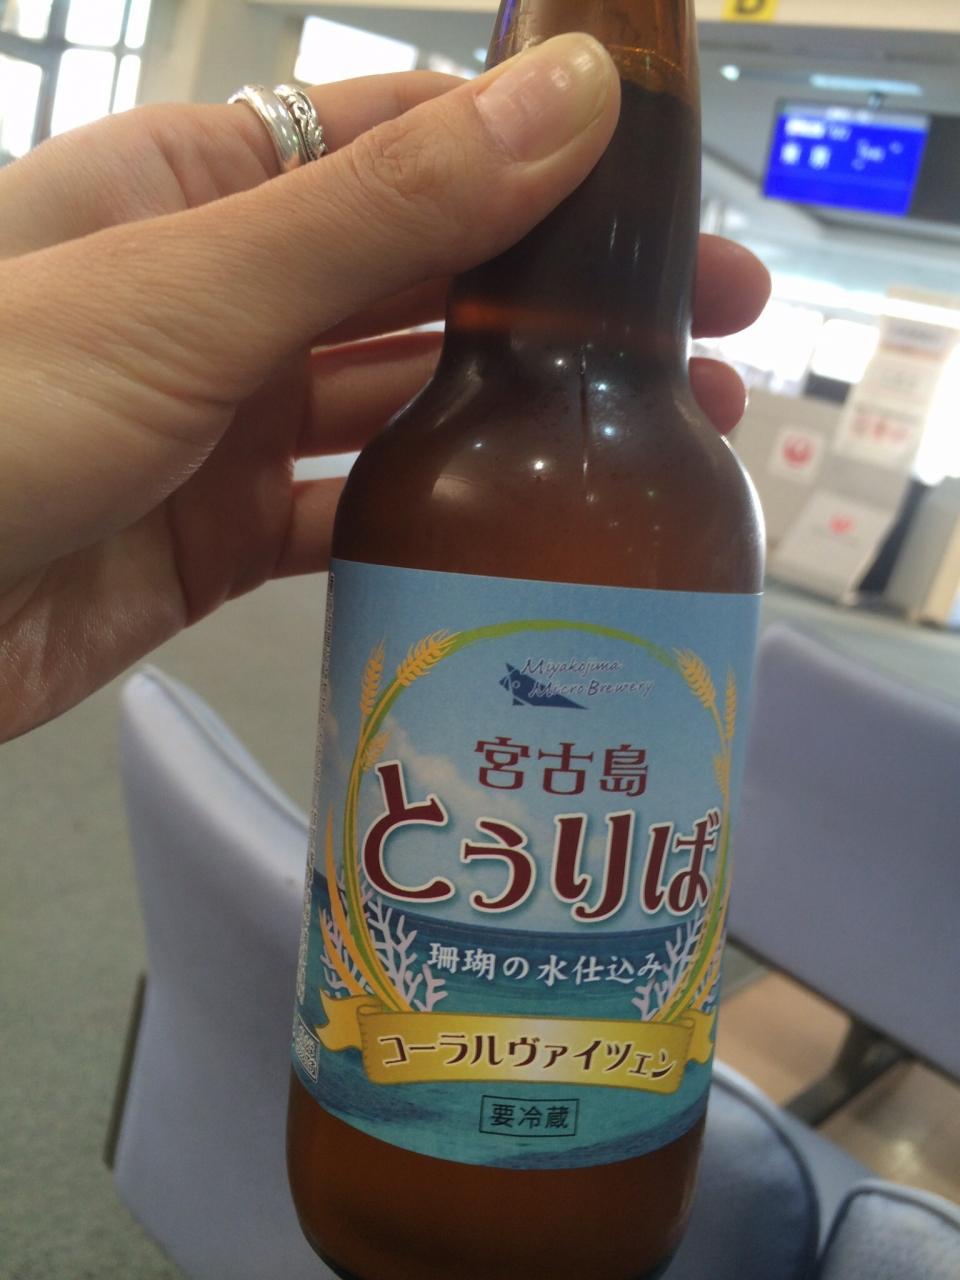 Miyakojima
Micro Brewery
宮古島
とぅりば
珊瑚の水仕込み
コーラルヴァイツェン
要冷蔵